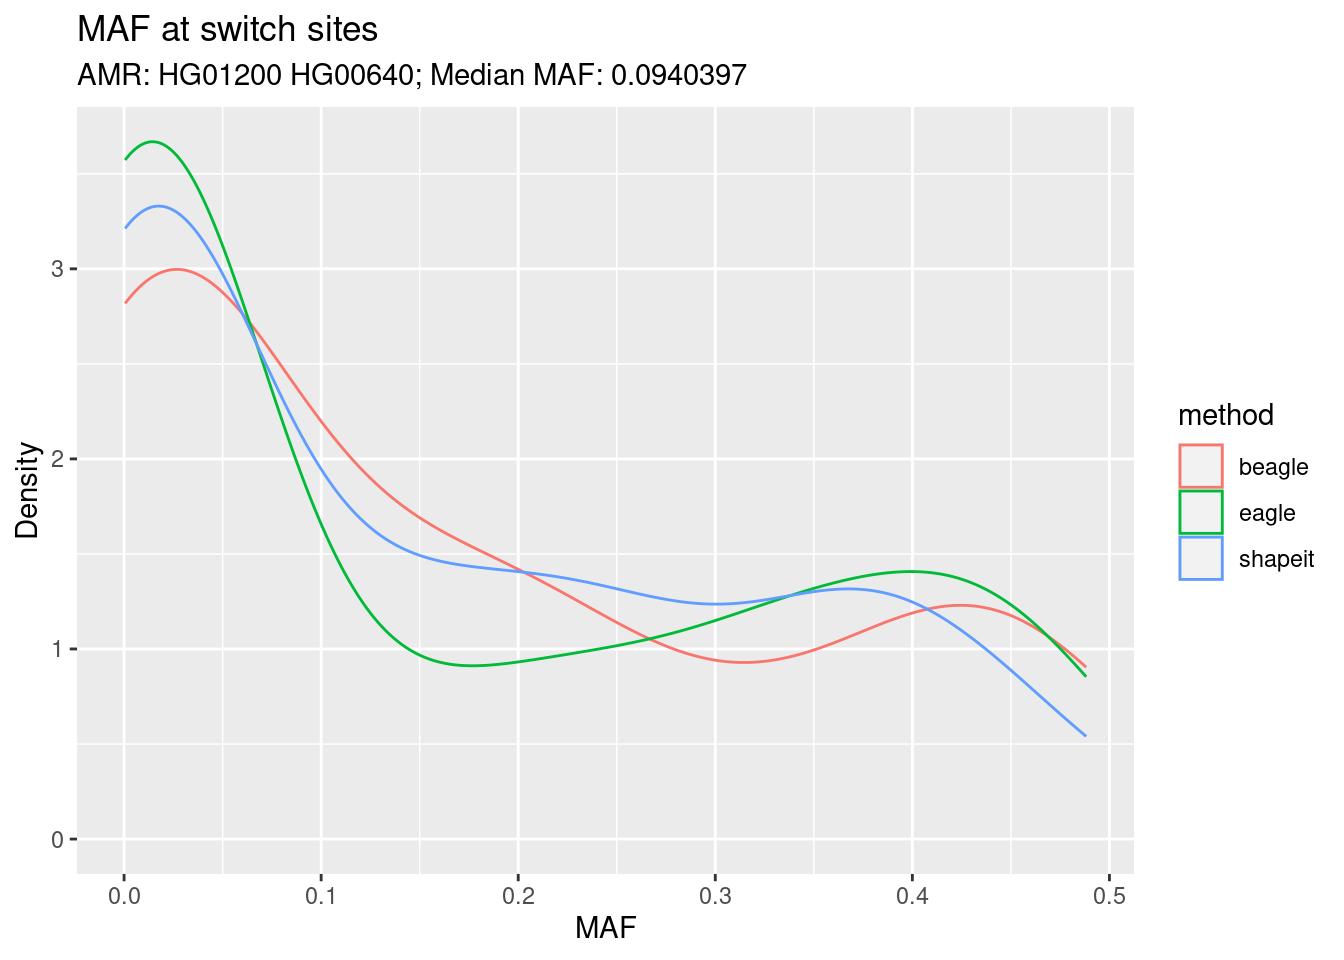 MAF at switch sites
AMR: HG01200 HG00640; Median MAF: 0.0940397
Density
3
2
1
0
0.0 0.1 0.2 0.3 0.4 0.5
MAF
method
beagle
eagle
shapeit